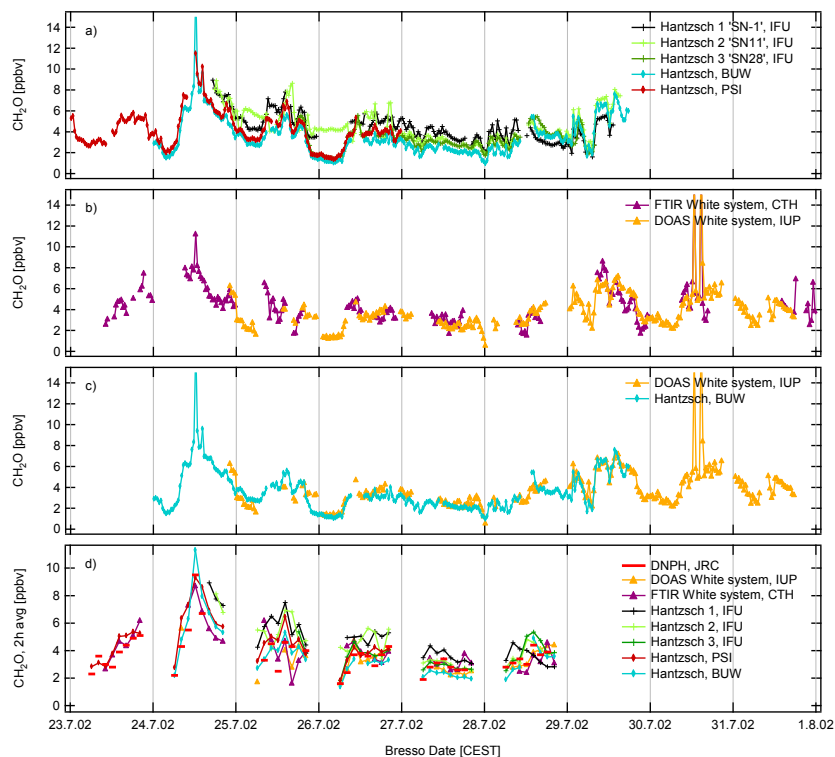 a)
CH2O [ppbv]
14
12
10
8
6
4
2
0
Hantzsch 1 'SN-1', IFU
Hantzsch 2 'SN11', IFU
Hantzsch 3 'SN28', IFU
Hantzsch, BUW
Hantzsch, PSI
b)
CH2O [ppbv]
14
12
10
8
6
4
2
0
FTIR White system, CTH
DOAS White system, IUP
c)
CH2O [ppbv]
14
12
10
8
6
4
2
0
DOAS White system, IUP
Hantzsch, BUW
d)
CH2O, 2h avg [ppbv]
10
8
6
4
2
0
DNPH, JRC
DOAS White system, IUP
FTIR White system, CTH
Hantzsch 1, IFU
Hantzsch 2, IFU
Hantzsch 3, IFU
Hantzsch, PSI
Hantzsch, BUW
23.7.02 24.7.02 25.7.02 26.7.02 27.7.02 28.7.02 29.7.02 30.7.02 31.7.02 1.8.02
Bresso Date [CEST]